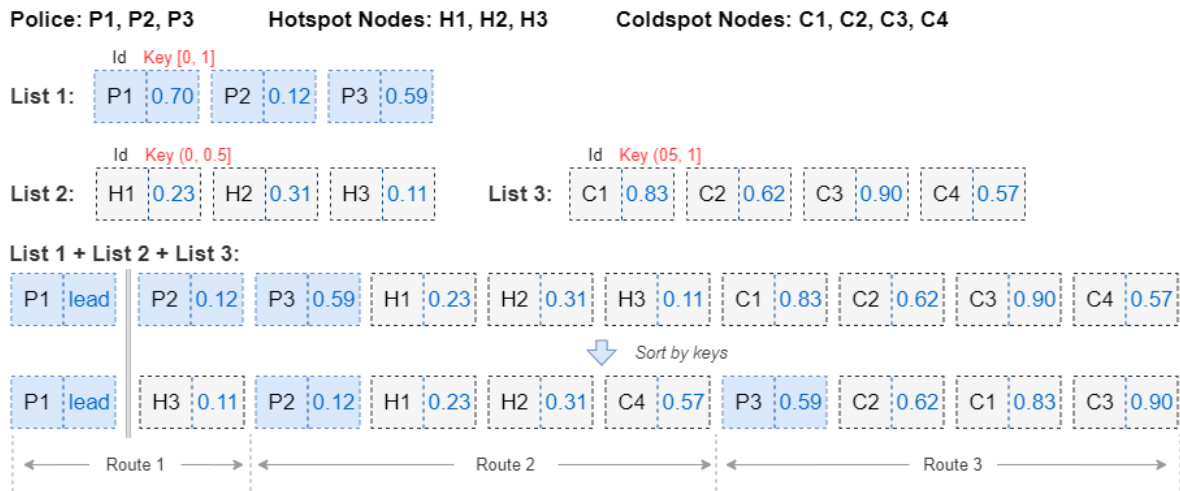 Police: P1, P2, P3 Hotspot Nodes: H1, H2, H3 Coldspot Nodes: C1, C2, C3, C4
Id Key [0, 1]
List 1: P1 0.70 P2 0.12 P3 0.59
Id Key (0, 0.5] Id Key (05, 1]
List 2: H1 0.23 H2 0.31 H3 0.11 List 3: C1 0.83 C2 0.62 C3 0.90 C4 0.57
List 1 + List 2 + List 3:
P1 lead P2 0.12 P3 0.59 H1 0.23 H2 0.31 H3 0.11 C1 0.83 C2 0.62 C3 0.90 C4 0.57
Sort by keys
P1 lead H3 0.11 P2 0.12 H1 0.23 H2 0.31 C4 0.57 P3 0.59 C2 0.62 C1 0.83 C3 0.90
Route 1 Route 2 Route 3